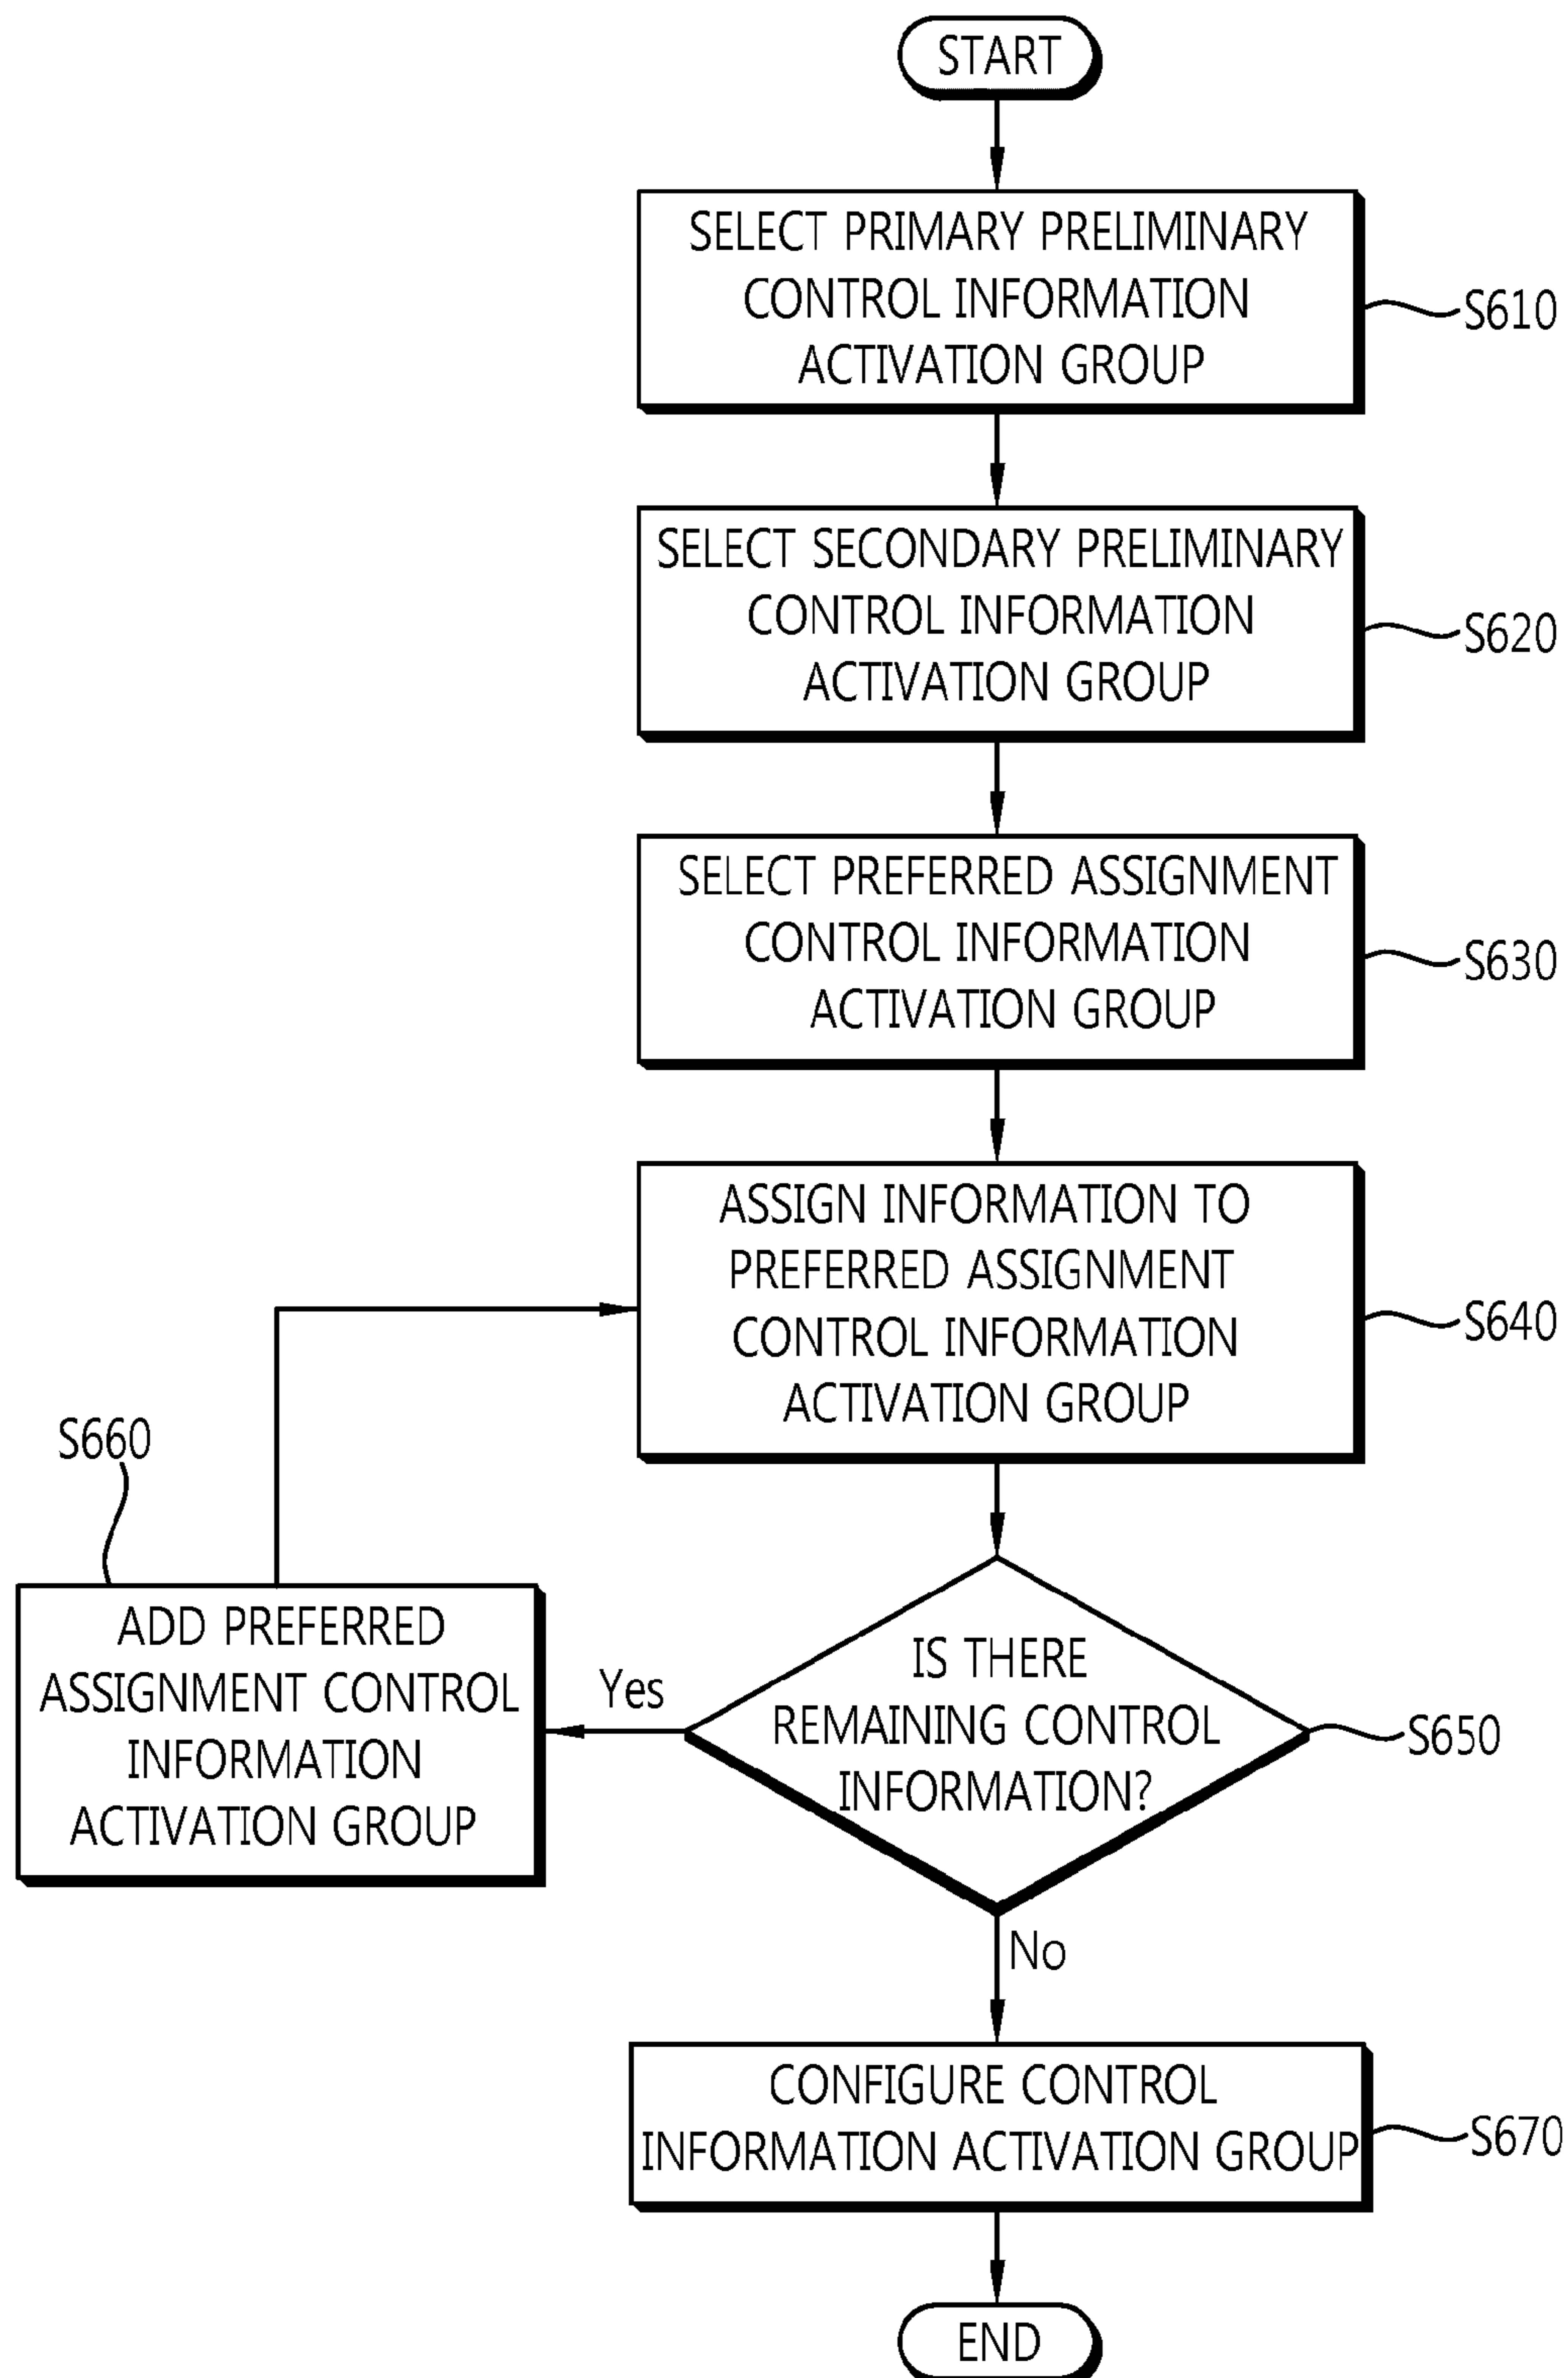 START
SELECT PRIMARY PRELIMINARY
CONTROL INFORMATION
ACTIVATION GROUP
S610
SELECT SECONDARY PRELIMINARY
CONTROL INFORMATION
ACTIVATION GROUP
S620
SELECT PREFERRED ASSIGNMENT
CONTROL INFORMATION
ACTIVATION GROUP
S630
ASSIGN INFORMATION TO
PREFERRED ASSIGNMENT
CONTROL INFORMATION
ACTIVATION GROUP
S640
S660
ADD PREFERRED
ASSIGNMENT CONTROL
INFORMATION
ACTIVATION GROUP
Yes
IS THERE
REMAINING CONTROL
INFORMATION?
S650
No
CONFIGURE CONTROL
INFORMATION ACTIVATION GROUP
S670
END